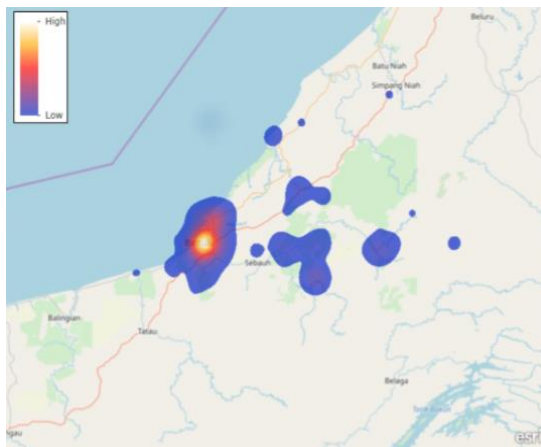 High
Low
Beluru
Batu Niah
Simpang Niah
Sebauh
Balingian
Tatau
Belaga
esri